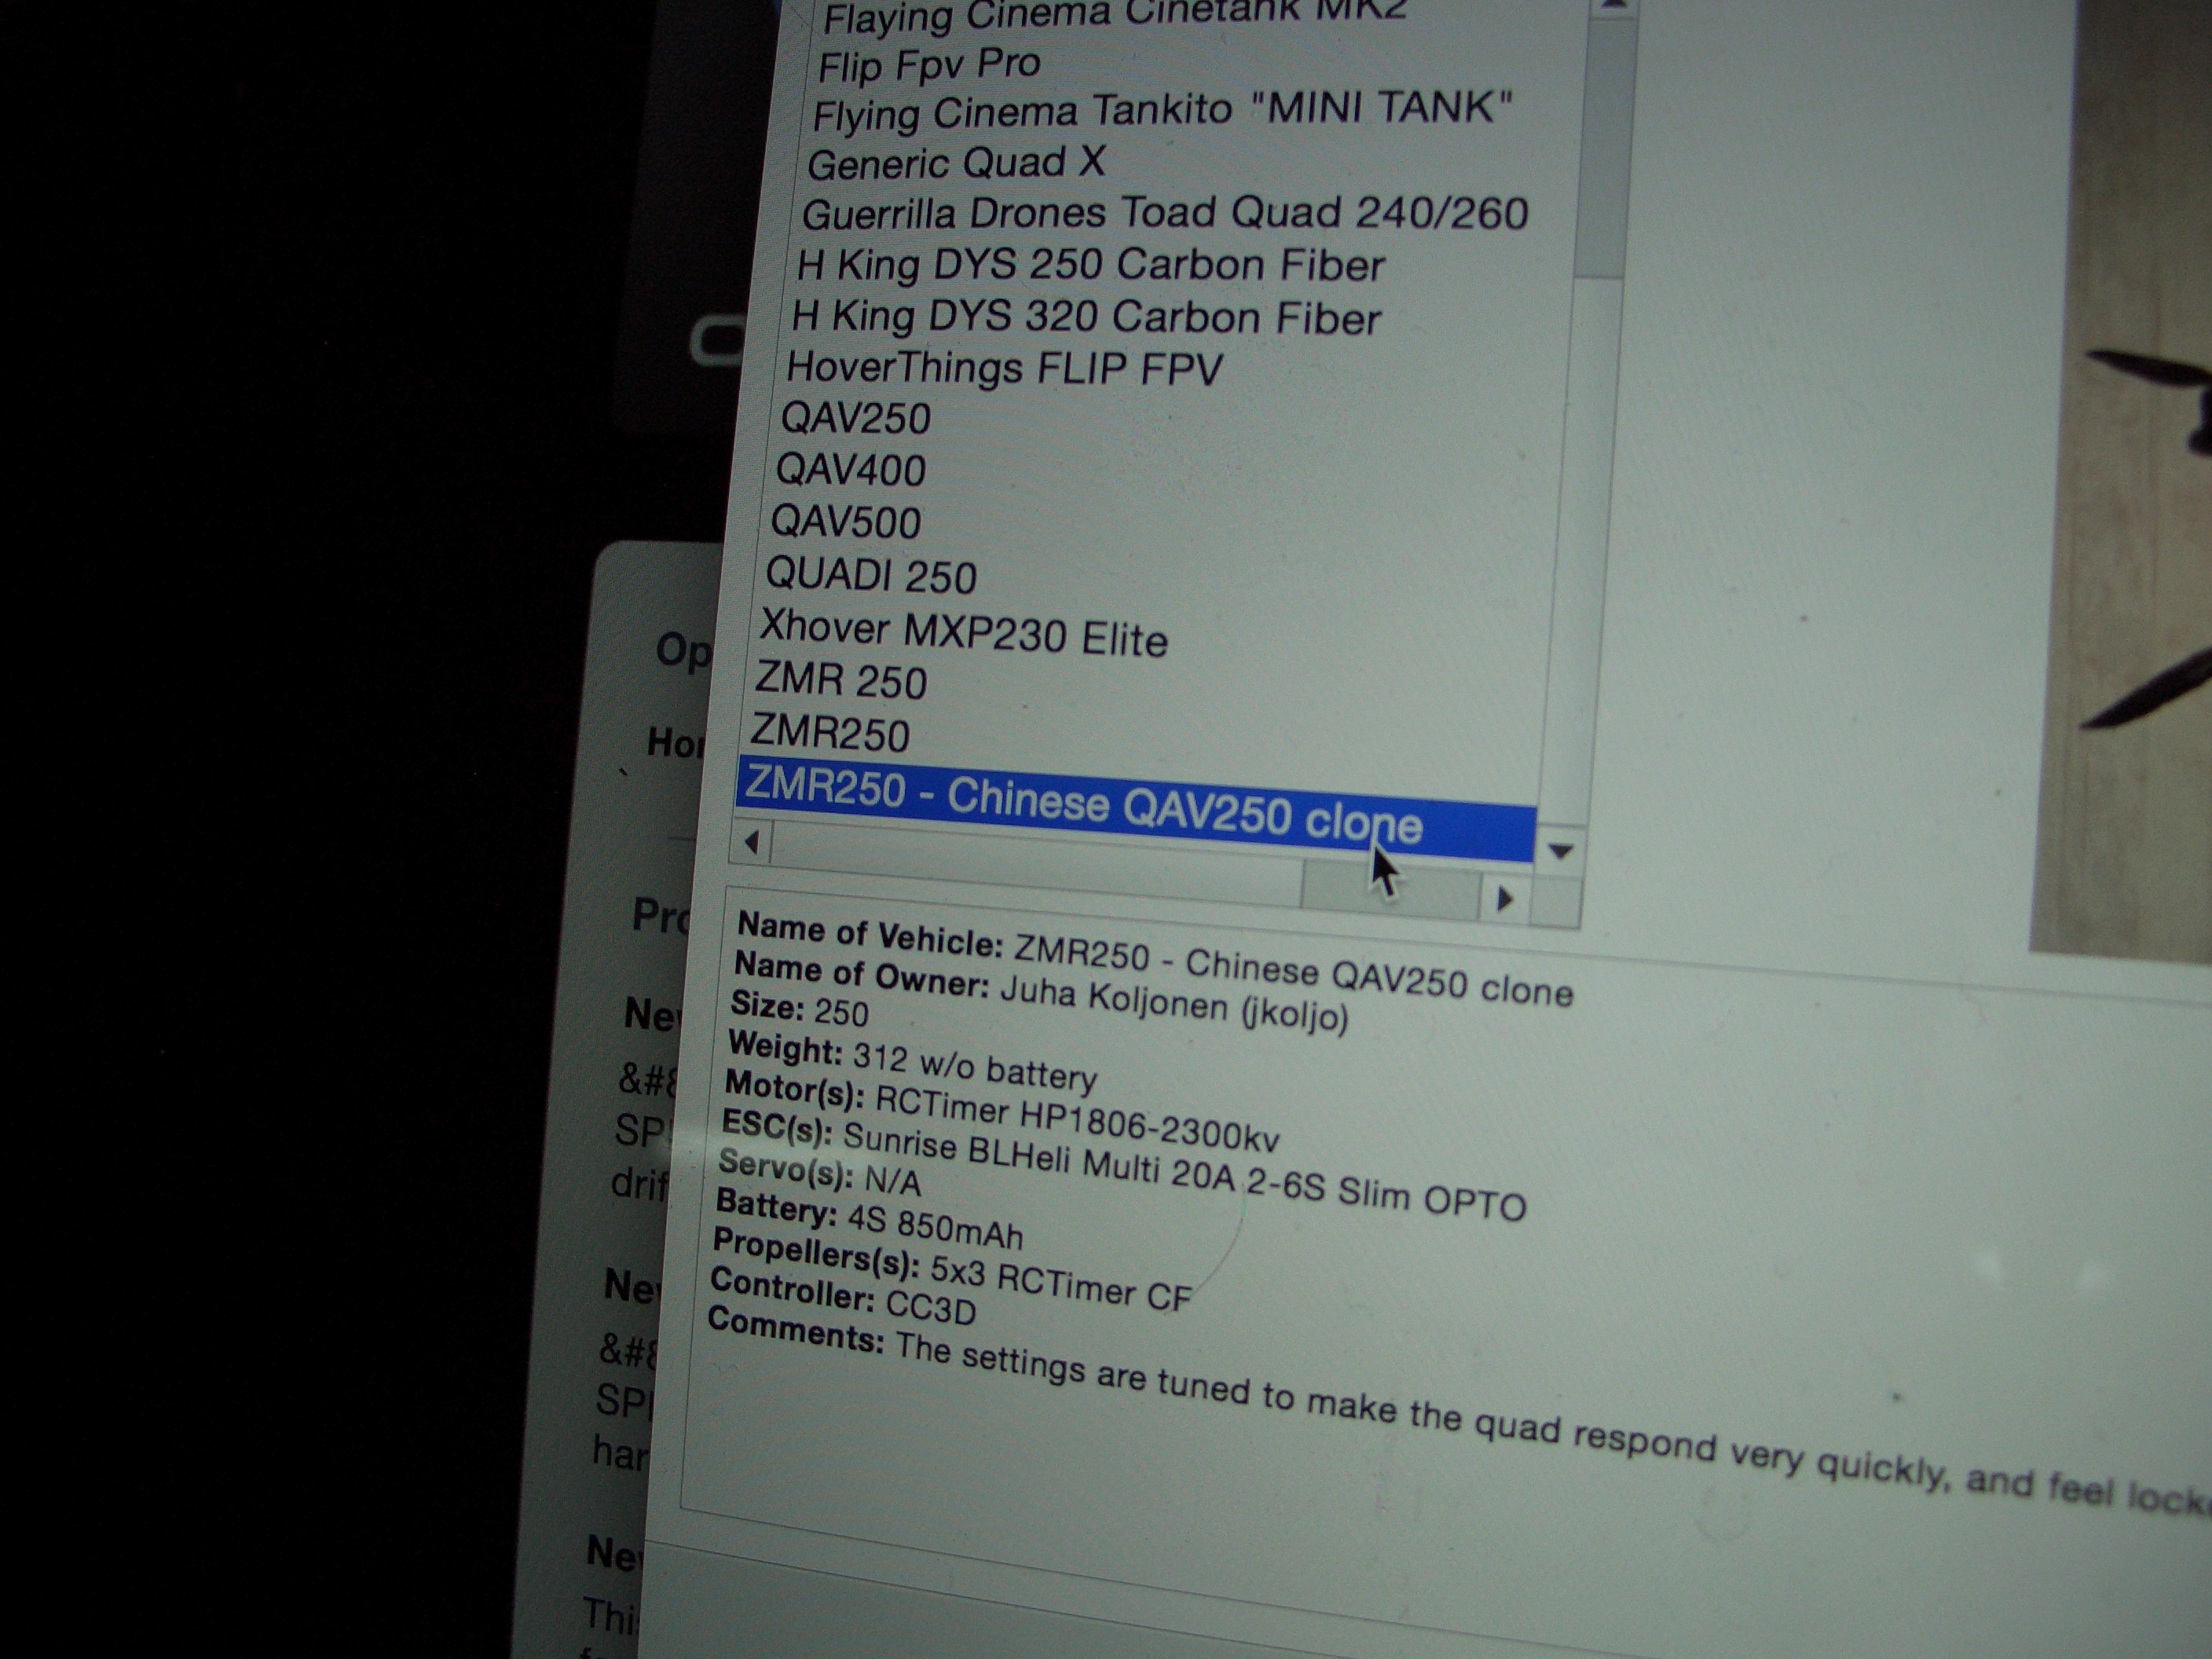 Flaying Cinema Cinetank MK2
Flip Fpv Pro
Flying Cinema Tankito "MINI TANK"
Generic Quad X
Guerrilla Drones Toad Quad 240/260
H King DYS 250 Carbon Fiber
H King DYS 320 Carbon Fiber
HoverThings FLIP FPV
QAV250
QAV400
QAV500
QUADI 250
Xhover MXP230 Elite
ZMR 250
ZMR250
ZMR250 - Chinese QAV250 clone
Name of Vehicle: ZMR250 - Chinese QAV250 clone
Name of Owner: Juha Koljonen (jkoljo)
Size: 250
Weight: 312 w/o battery
Motor(s): RCTimer HP1806-2300kv
ESC(s): Sunrise BLHeli Multi 20A 2-6S Slim OPTO
Servo(s): N/A
Battery: 4S 850mAh
Propellers(s): 5x3 RCTimer CF
Controller: CC3D
Comments: The settings are tuned to make the quad respond very quickly, and feel